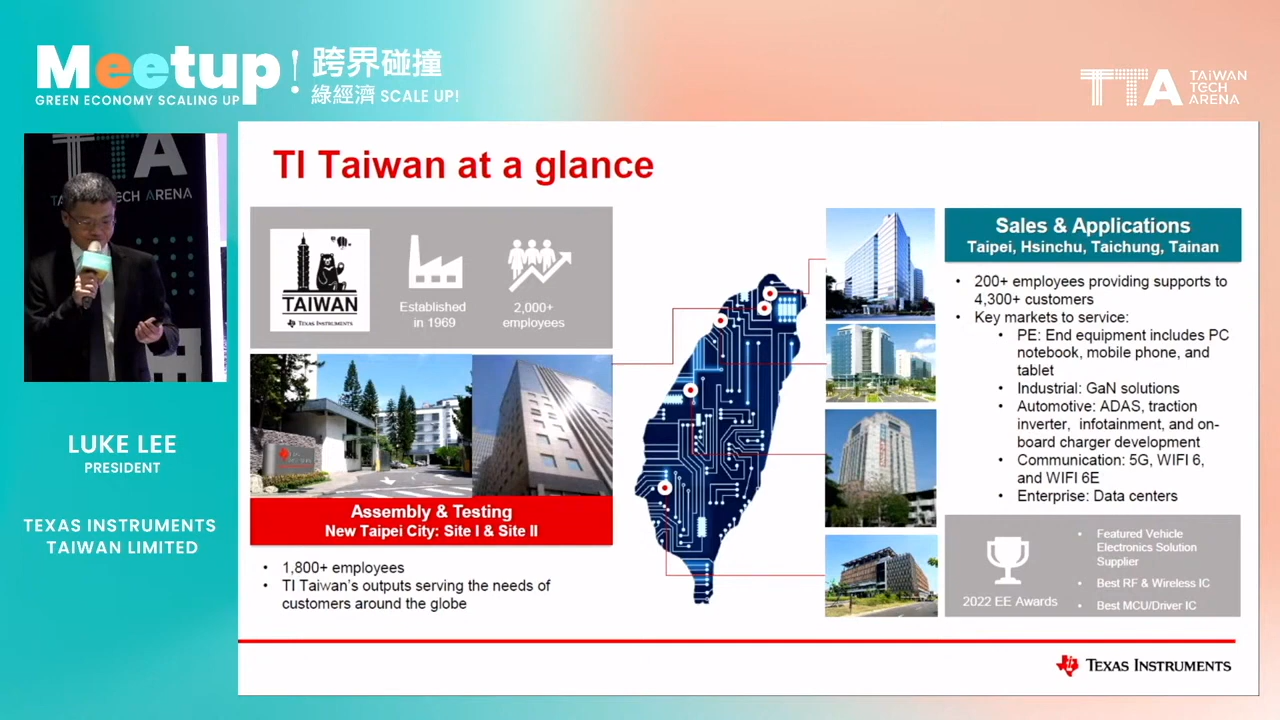 Meetup!
GREEN ECONOMY SCALING UP
跨界碰撞
綠經濟 SCALE UP!
TTA
TAIWAN
TECH
ARENA
TTA
TECH ARENA
LUKE LEE
PRESIDENT
TEXAS INSTRUMENTS
TAIWAN LIMITED
TI Taiwan at a glance
TAIWAN
TEXAS INSTRUMENTS
Established
in 1969
2,000+
employees
Assembly & Testing
New Taipei City: Site I & Site II
• 1,800+ employees
• TI Taiwan's outputs serving the needs of
customers around the globe
Sales & Applications
Taipei, Hsinchu, Taichung, Tainan
• 200+ employees providing supports to
4,300+ customers
• Key markets to service:
• PE: End equipment includes PC
notebook, mobile phone, and
tablet
• Industrial: GaN solutions
• Automotive: ADAS, traction
inverter, infotainment, and on-
board charger development
• Communication: 5G, WIFI 6,
and WIFI 6E
• Enterprise: Data centers
2022 EE Awards
• Featured Vehicle
Electronics Solution
Supplier
• Best RF & Wireless IC
• Best MCU/Driver IC
TEXAS INSTRUMENTS